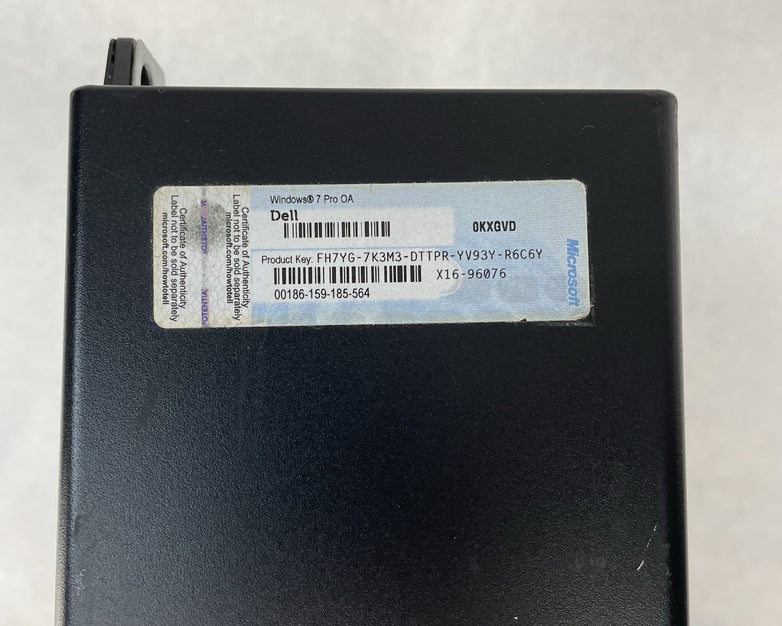 Windows® 7 Pro OA
Dell
0KXGVD
Product Key: FH7YG-7K3M3-DTTPR-YV93Y-R6C6Y
X16-96076
00186-159-185-564
Microsoft
Certificate of Authenticity
Label not to be sold separately
microsoft.com/howtotell
Certificate of Authenticity
Label not to be sold separately
microsoft.com/howtotell